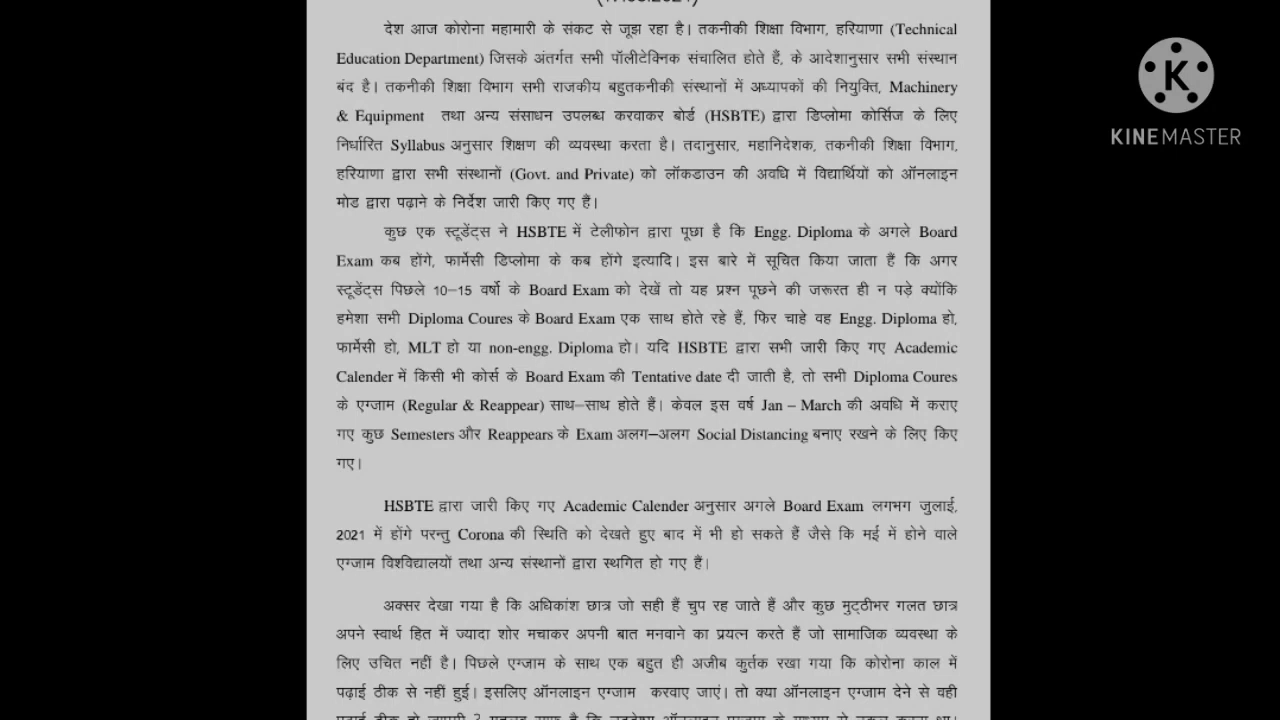 देश आज कोरोना महामारी के संकट से जूझ रहा है। तकनीकी शिक्षा विभाग, हरियाणा (Technical
Education Department) जिसके अंतर्गत सभी पॉलीटेक्निक संचालित होते हैं, के आदेशानुसार सभी संस्थान
बंद है। तकनीकी शिक्षा विभाग सभी राजकीय बहुतकनीकी संस्थानों में अध्यापकों की नियुक्ति, Machinery
& Equipment तथा अन्य संसाधन उपलब्ध करवाकर बोर्ड (HSBTE) द्वारा डिप्लोमा कोर्सिज के लिए
निर्धारित Syllabus अनुसार शिक्षण की व्यवस्था करता है। तदानुसार, महानिदेशक, तकनीकी शिक्षा विभाग,
हरियाणा द्वारा सभी संस्थानों (Govt. and Private) को लॉकडाउन की अवधि में विद्यार्थियों को ऑनलाइन
मोड द्वारा पढ़ाने के निर्देश जारी किए गए हैं।
कुछ एक स्टूडेंट्स ने HSBTE में टेलीफोन द्वारा पूछा है कि Engg. Diploma के अगले Board
Exam कब होंगे, फार्मेसी डिप्लोमा के कब होंगे इत्यादि। इस बारे में सूचित किया जाता हैं कि अगर
स्टूडेंट्स पिछले 10–15 वर्षो के Board Exam को देखें तो यह प्रश्न पूछने की जरूरत ही न पड़े क्योंकि
हमेशा सभी Diploma Coures के Board Exam एक साथ होते रहे हैं, फिर चाहे वह Engg. Diploma हो,
फार्मेसी हो, MLT हो या non-engg. Diploma हो। यदि HSBTE द्वारा सभी जारी किए गए Academic
Calender में किसी भी कोर्स के Board Exam की Tentative date दी जाती है, तो सभी Diploma Coures
के एग्जाम (Regular & Reappear) साथ–साथ होते हैं। केवल इस वर्ष Jan – March की अवधि में कराए
गए कुछ Semesters और Reappears के Exam अलग–अलग Social Distancing बनाए रखने के लिए किए
गए।
HSBTE द्वारा जारी किए गए Academic Calender अनुसार अगले Board Exam लगभग जुलाई,
2021 में होंगे परन्तु Corona की स्थिति को देखते हुए बाद में भी हो सकते हैं जैसे कि मई में होने वाले
एग्जाम विश्वविद्यालयों तथा अन्य संस्थानों द्वारा स्थगित हो गए हैं।
अक्सर देखा गया है कि अधिकांश छात्र जो सही हैं चुप रह जाते हैं और कुछ मुट्ठीभर गलत छात्र
अपने स्वार्थ हित में ज्यादा शोर मचाकर अपनी बात मनवाने का प्रयत्न करते हैं जो सामाजिक व्यवस्था के
लिए उचित नहीं है। पिछले एग्जाम के साथ एक बहुत ही अजीब कुर्तक रखा गया कि कोरोना काल में
पढ़ाई ठीक से नहीं हुई। इसलिए ऑनलाइन एग्जाम करवाए जाएं। तो क्या ऑनलाइन एग्जाम देने से वही
K
KINEMASTER